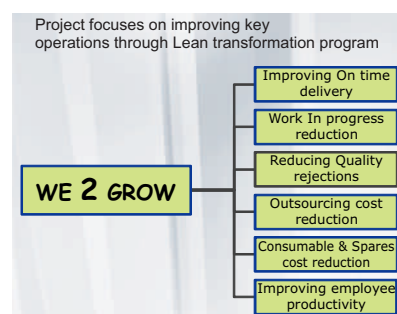 Project focuses on improving key
operations through Lean transformation program
Improving On time
delivery
Work In progress
reduction
Reducing Quality
rejections
WE 2 GROW
Outsourcing cost
reduction
Consumable & Spares
cost reduction
Improving employee
productivity